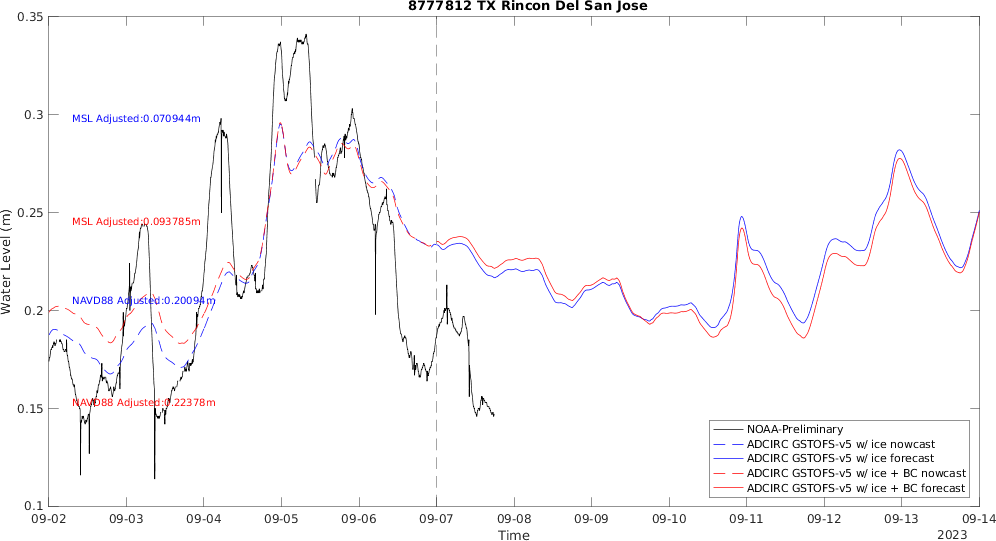 8777812 TX Rincon Del San Jose
0.35
0.3
0.25
0.2
0.15
0.1
Water Level (m)
MSL Adjusted:0.070944m
MSL Adjusted:0.093785m
NAVD88 Adjusted:0.20094m
NAVD88 Adjusted:0.22378m
NOAA-Preliminary
ADCIRC GSTOFS-v5 w/ ice nowcast
ADCIRC GSTOFS-v5 w/ ice forecast
ADCIRC GSTOFS-v5 w/ ice + BC nowcast
ADCIRC GSTOFS-v5 w/ ice + BC forecast
09-02 09-03 09-04 09-05 09-06 09-07 09-08 09-09 09-10 09-11 09-12 09-13 09-14
Time
2023